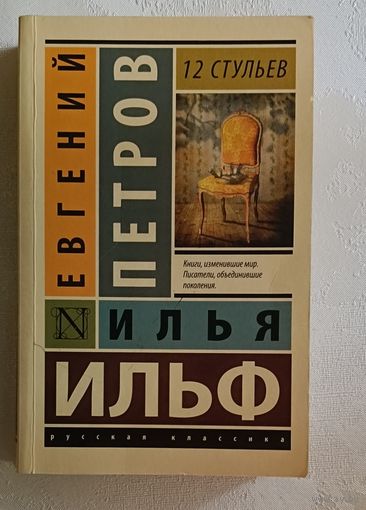 ЕВГЕНИЙ
ПЕТРОВ
12 СТУЛЬЕВ
Книги, изменившие мир.
Писатели, объединившие
поколения.
N
ИЛЬЯ
ИЛЬФ
русская классика